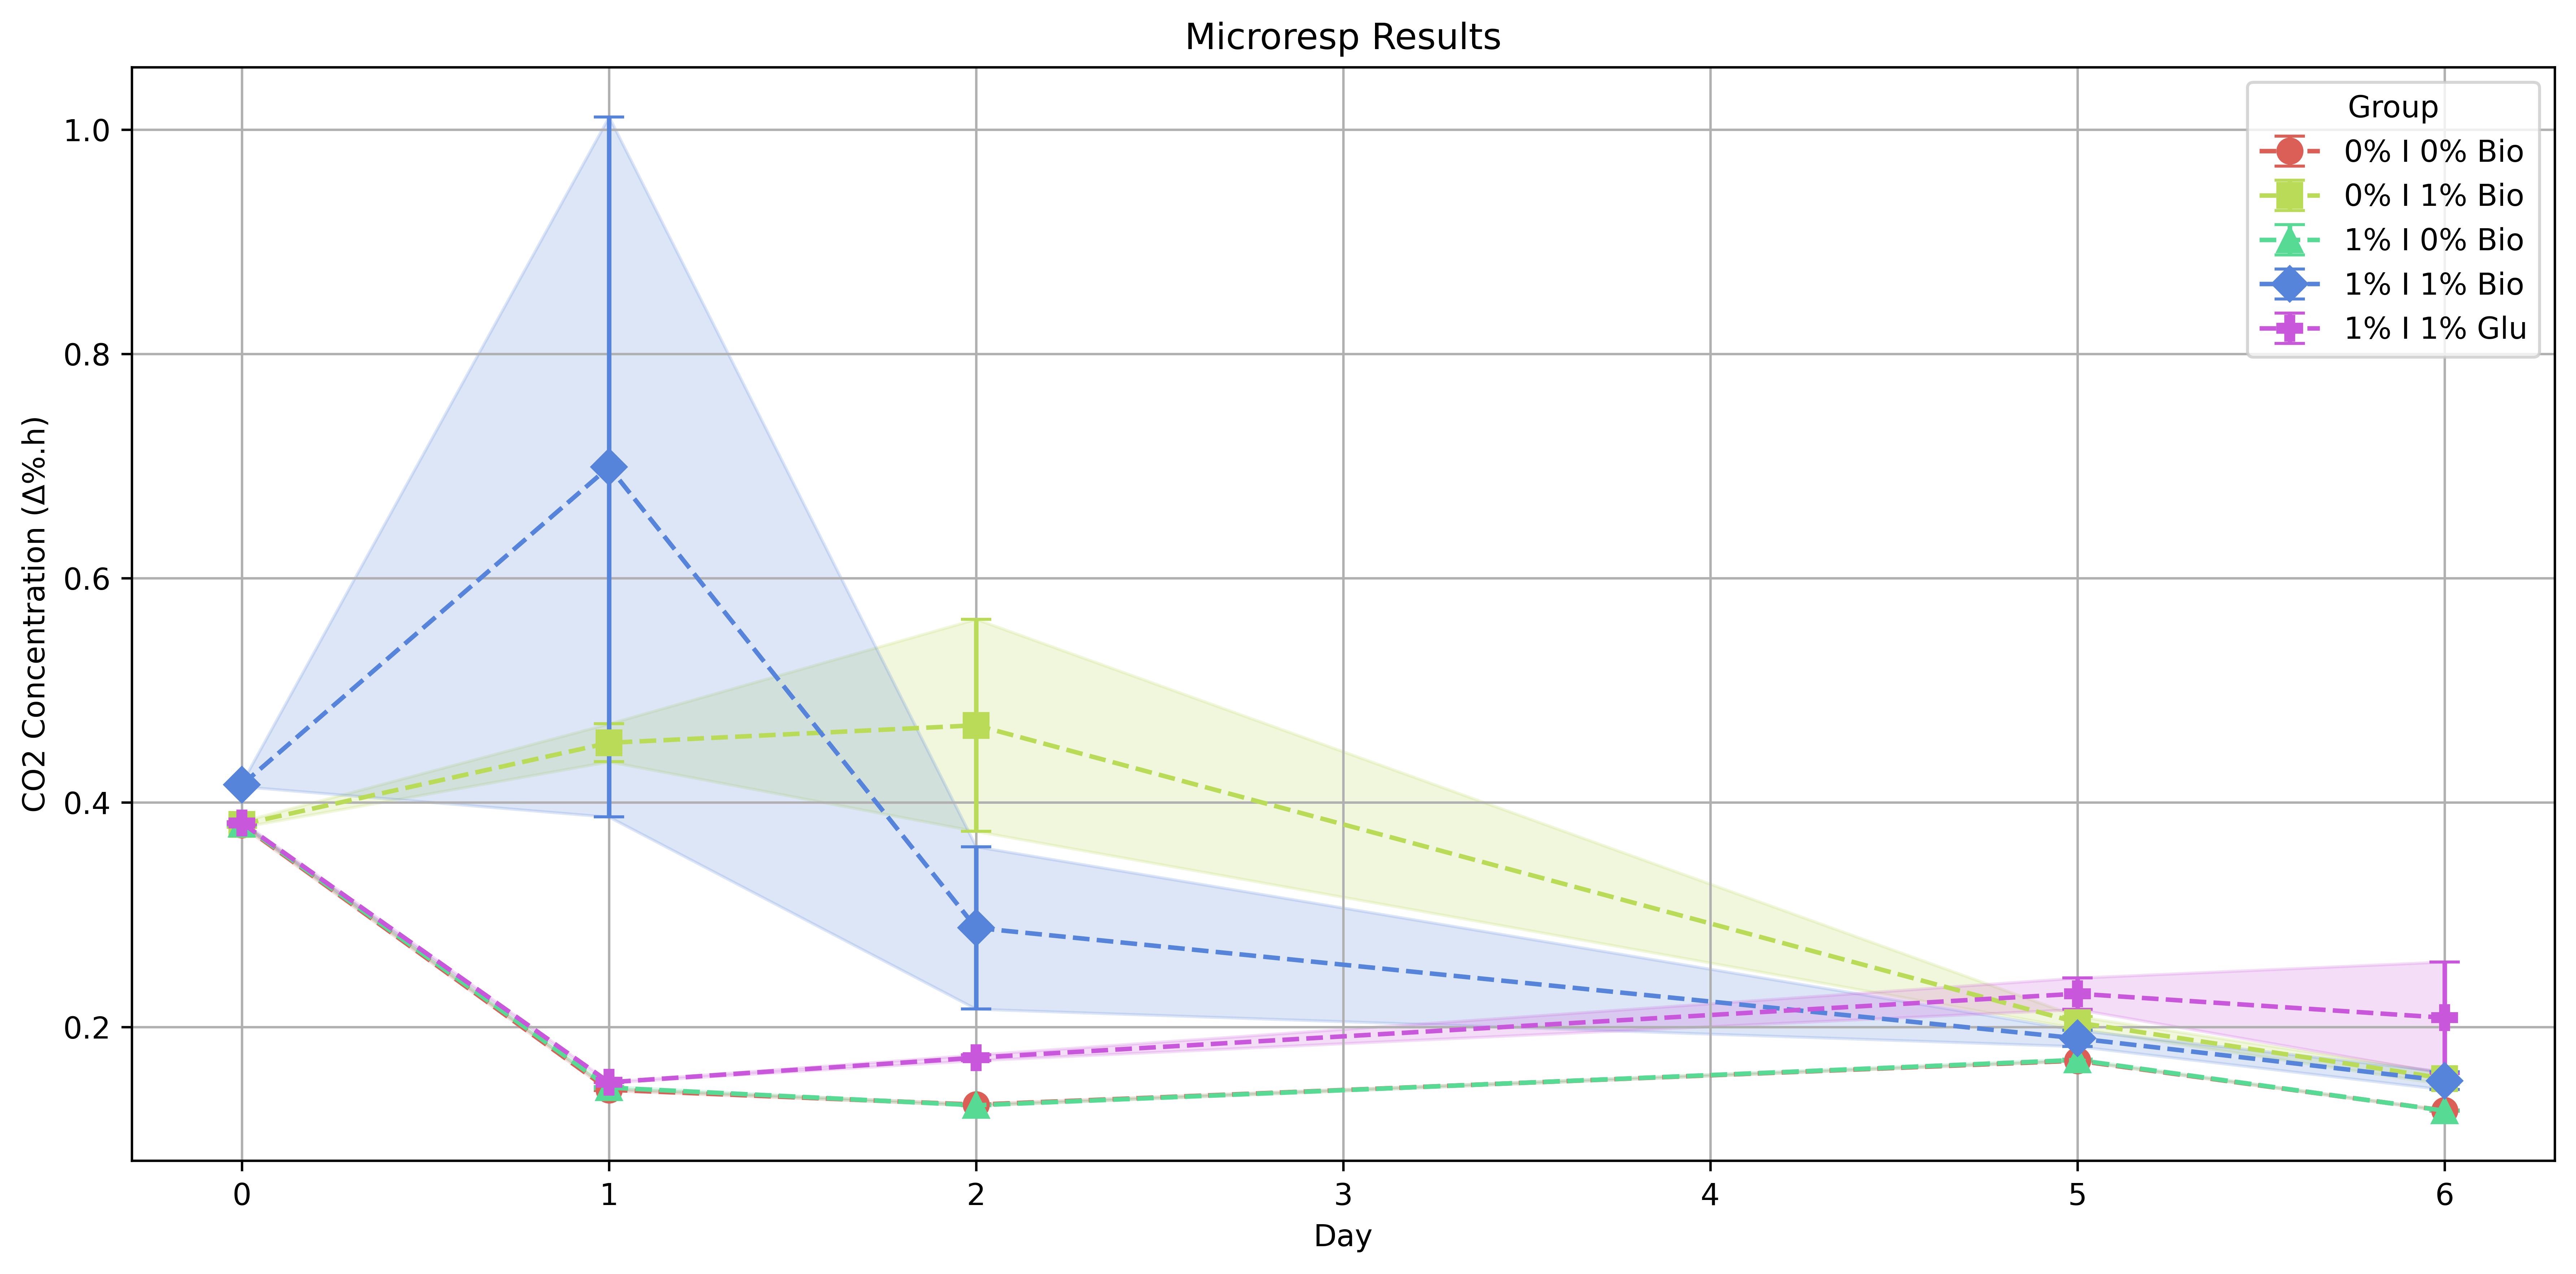 Microresp Results
CO2 Concentration (Δ%.h)
1.0
0.8
0.6
0.4
0.2
0
1
2
3
4
5
6
Day
Group
0% I 0% Bio
0% I 1% Bio
1% I 0% Bio
1% I 1% Bio
1% I 1% Glu